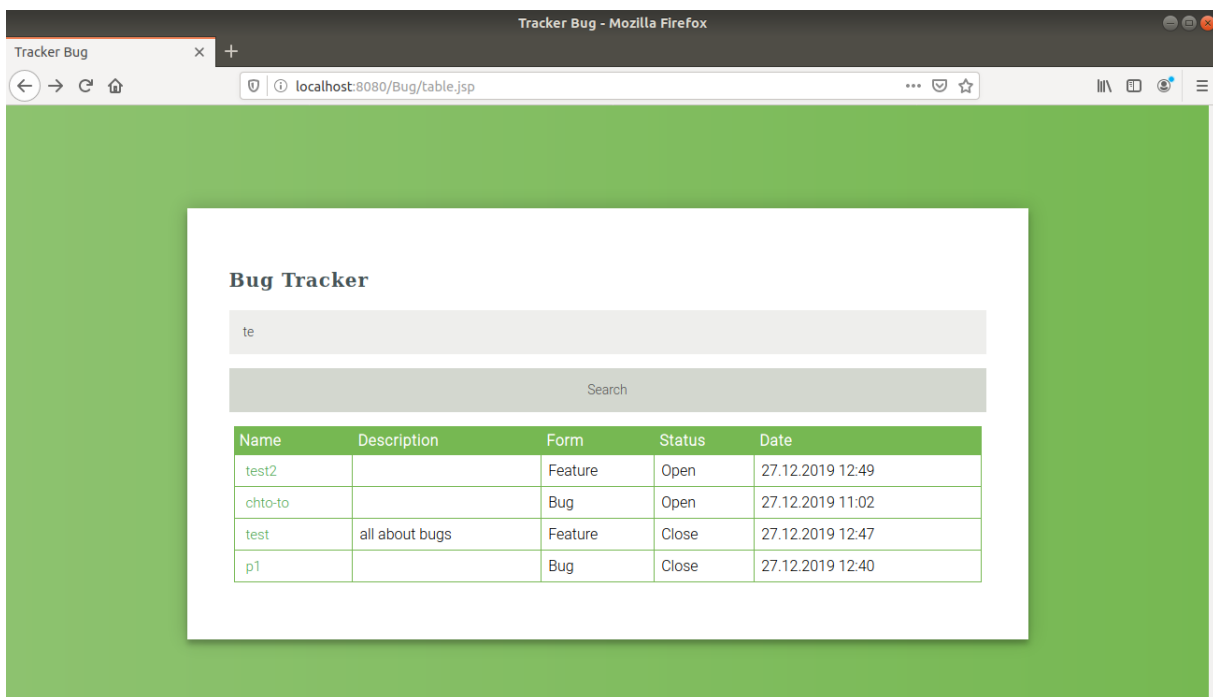 Tracker Bug - Mozilla Firefox
Tracker Bug
localhost:8080/Bug/table.jsp
Bug Tracker
te
Search
Name Description Form Status Date
test2 Feature Open 27.12.2019 12:49
chto-to Bug Open 27.12.2019 11:02
test all about bugs Feature Close 27.12.2019 12:47
p1 Bug Close 27.12.2019 12:40